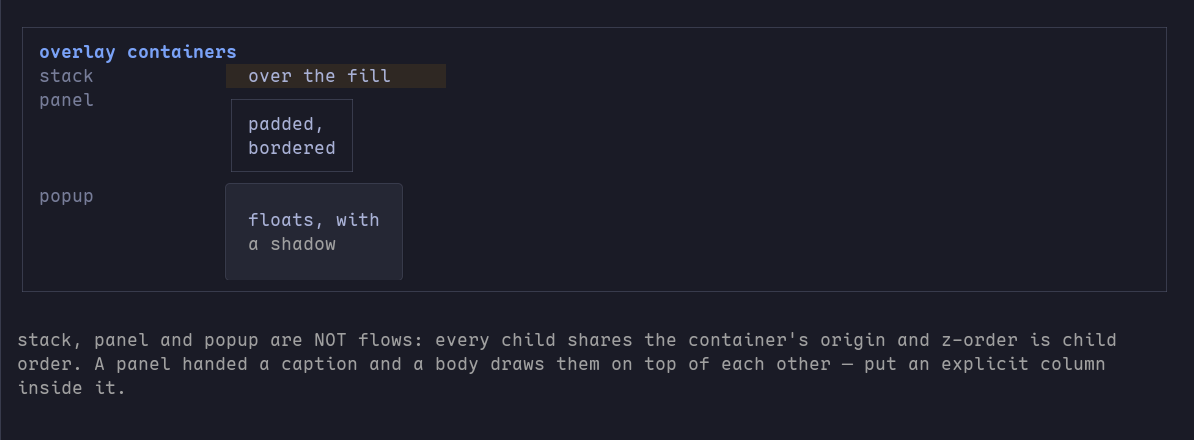 overlay containers
stack over the fill
panel
padded,
bordered
popup
floats, with
a shadow
stack, panel and popup are NOT flows: every child shares the container's origin and z-order is child
order. A panel handed a caption and a body draws them on top of each other — put an explicit column
inside it.